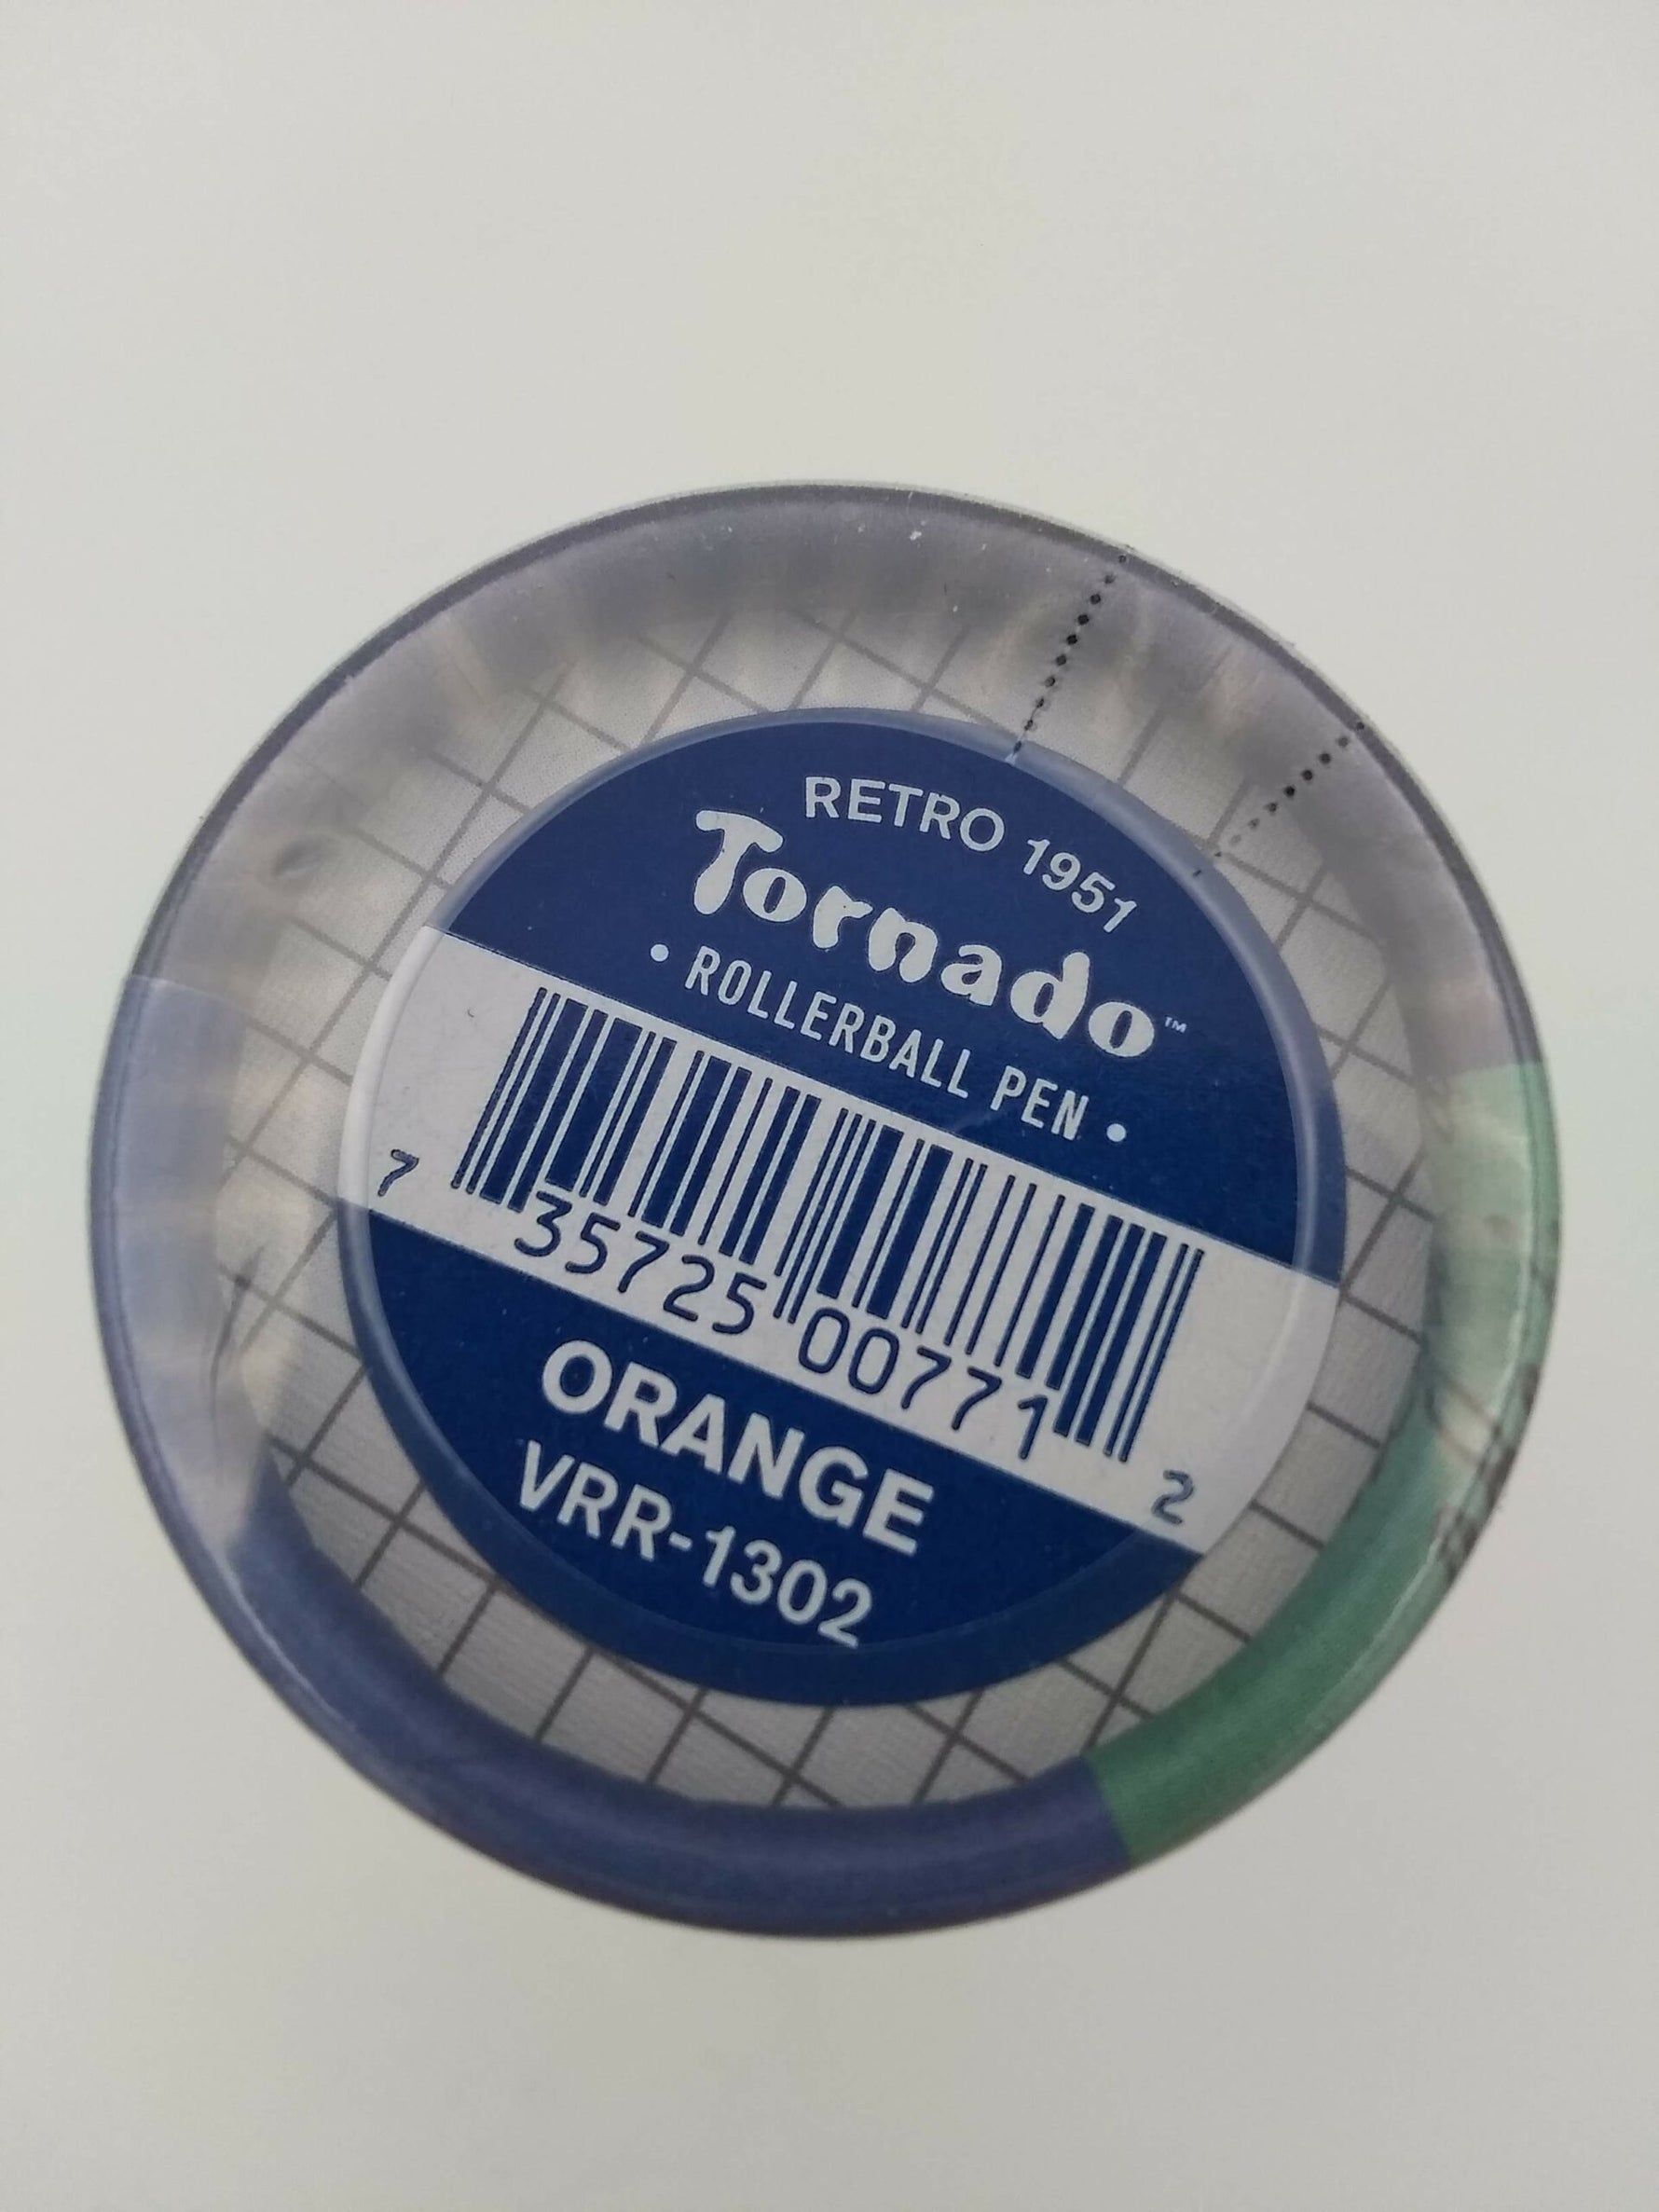 RETRO 1951
Tornado™
• ROLLERBALL PEN •
7 35725 00771 2
ORANGE
VRR-1302